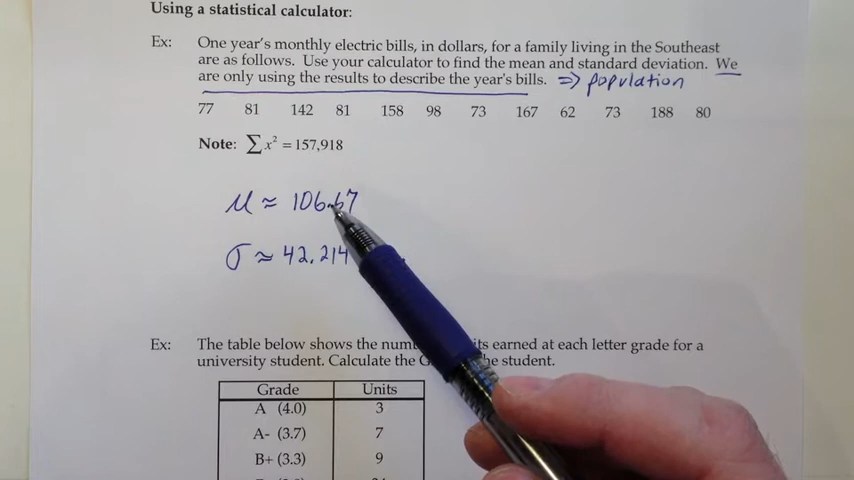 Using a statistical calculator:
Ex: One year's monthly electric bills, in dollars, for a family living in the Southeast
are as follows. Use your calculator to find the mean and standard deviation. We
are only using the results to describe the year's bills. ⇒ population
77 81 142 81 158 98 73 167 62 73 188 80
Note: ∑x² = 157,918
μ ≈ 106.67
σ ≈ 42.214
Ex: The table below shows the num its earned at each letter grade for a
university student. Calculate the G he student.
Grade Units
A (4.0) 3
A- (3.7) 7
B+ (3.3) 9